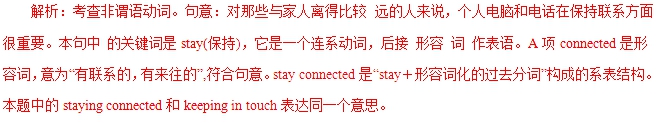 解析：考查非谓语动词。句意：对那些与家人离得比较 远的人来说，个人电脑和电话在保持联系方面
很重要。本句中 的关键词是 stay(保持)，它是一个连系动词，后接 形容 词 作表语。A 项 connected 是形
容词，意为“有联系的，有来往的”,符合句意。stay connected 是“stay＋形容词化的过去分词”构成的系表结构。
本题中的 staying connected 和 keeping in touch 表达同一个意思。